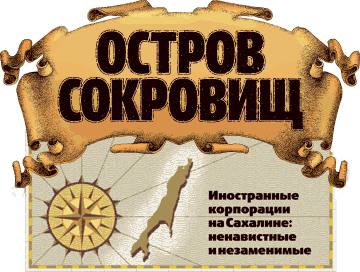 ОСТРОВ
СОКРОВИЩ
Иностранные
корпорации
на Сахалине:
ненавистные
и незаменимые